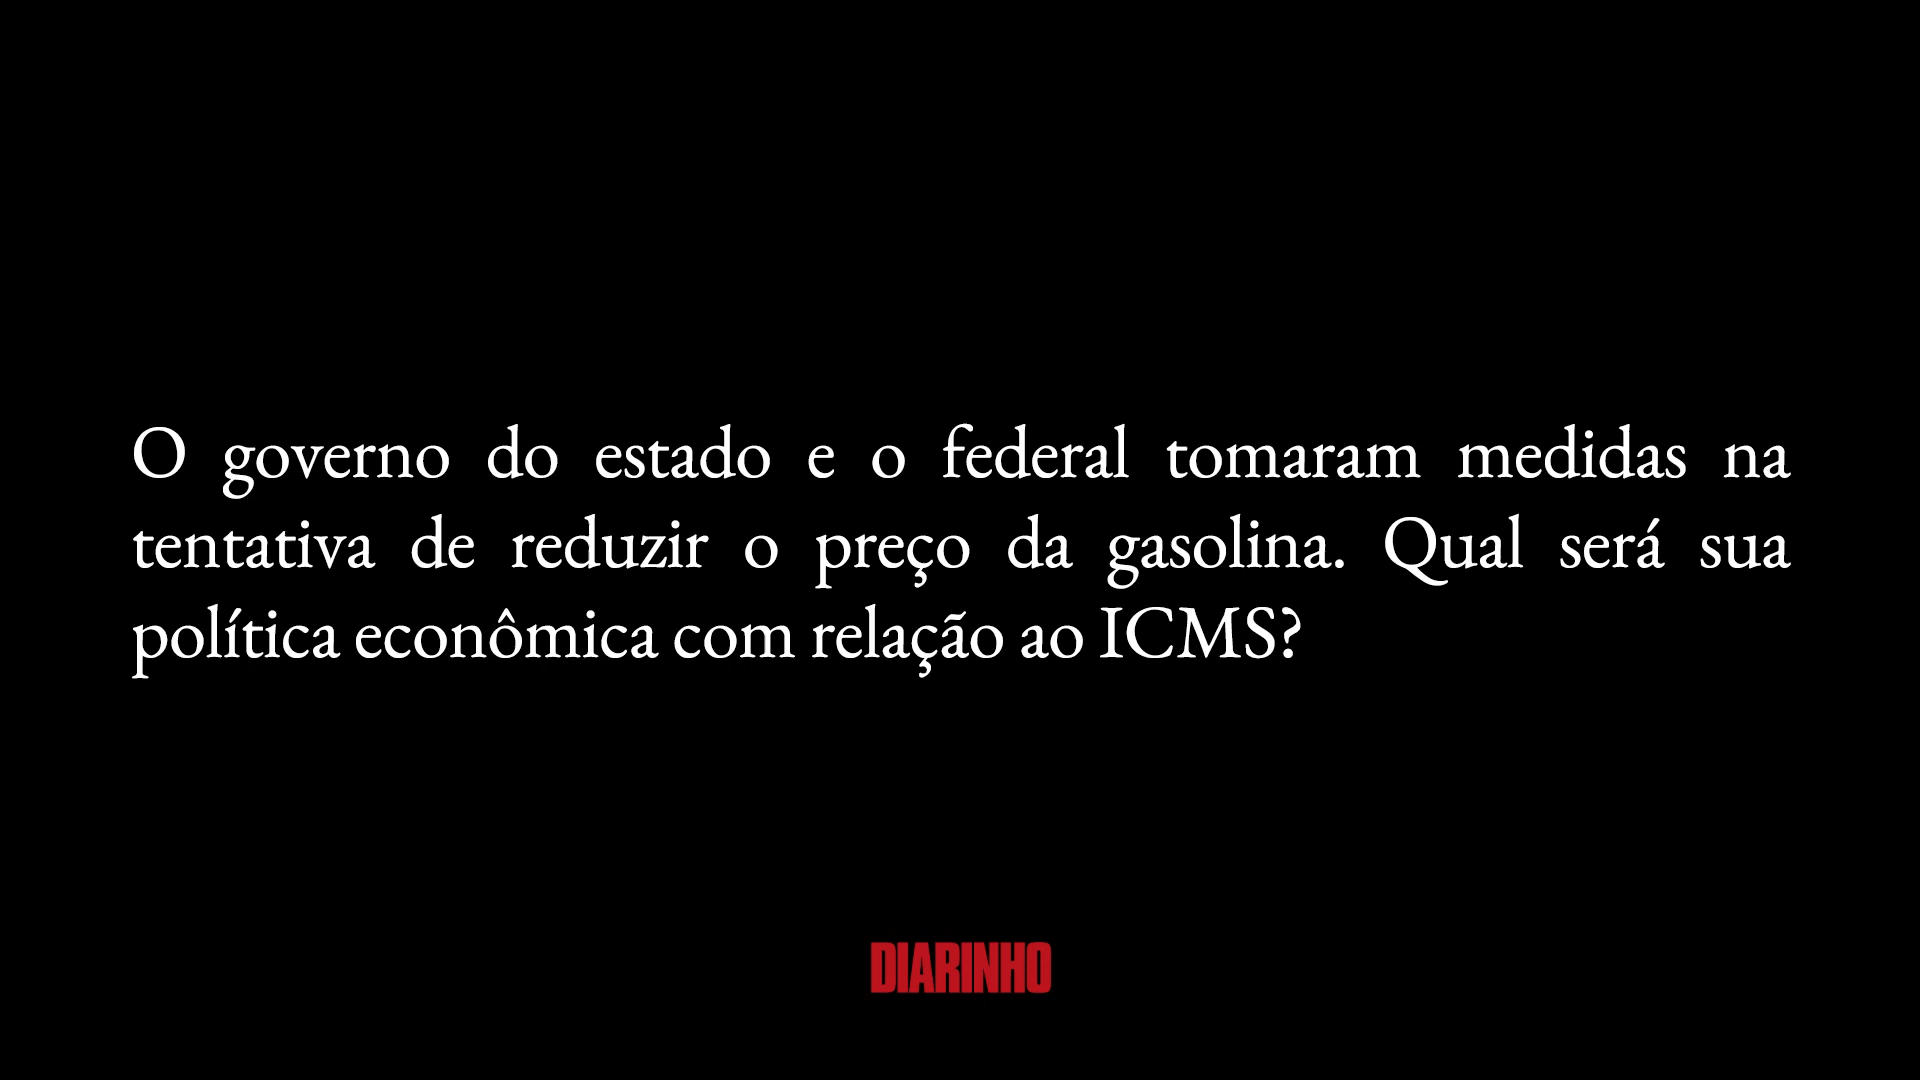 O governo do estado e o federal tomaram medidas na
tentativa de reduzir o preço da gasolina. Qual será sua
política econômica com relação ao ICMS?
DIARINHO